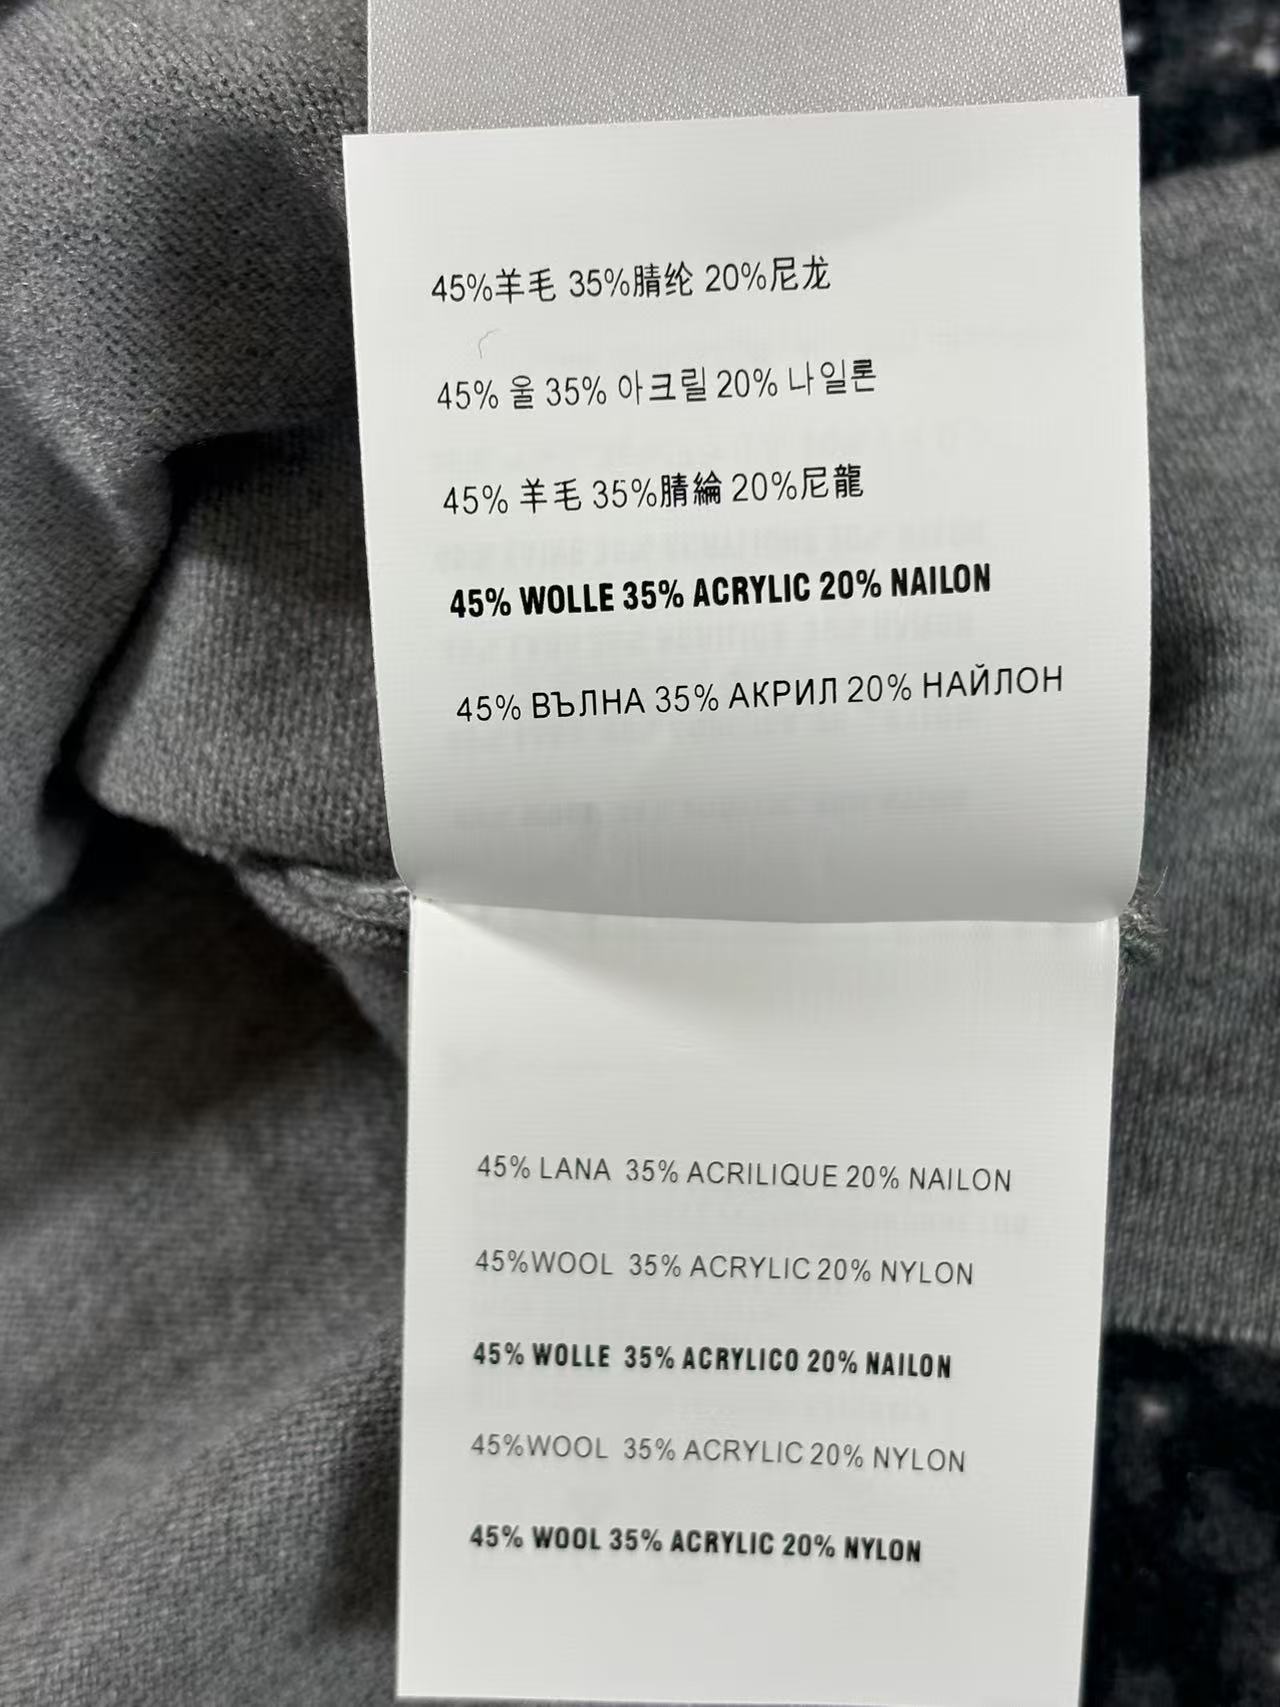 45%羊毛 35%腈纶 20%尼龙
45% 울 35% 아크릴 20% 나일론
45% 羊毛 35%腈綸 20%尼龍
45% WOLLE 35% ACRYLIC 20% NAILON
45% ВЪЛНА 35% АКРИЛ 20% НАЙЛОН
45% LANA 35% ACRILIQUE 20% NAILON
45%WOOL 35% ACRYLIC 20% NYLON
45% WOLLE 35% ACRYLICO 20% NAILON
45%WOOL 35% ACRYLIC 20% NYLON
45% WOOL 35% ACRYLIC 20% NYLON